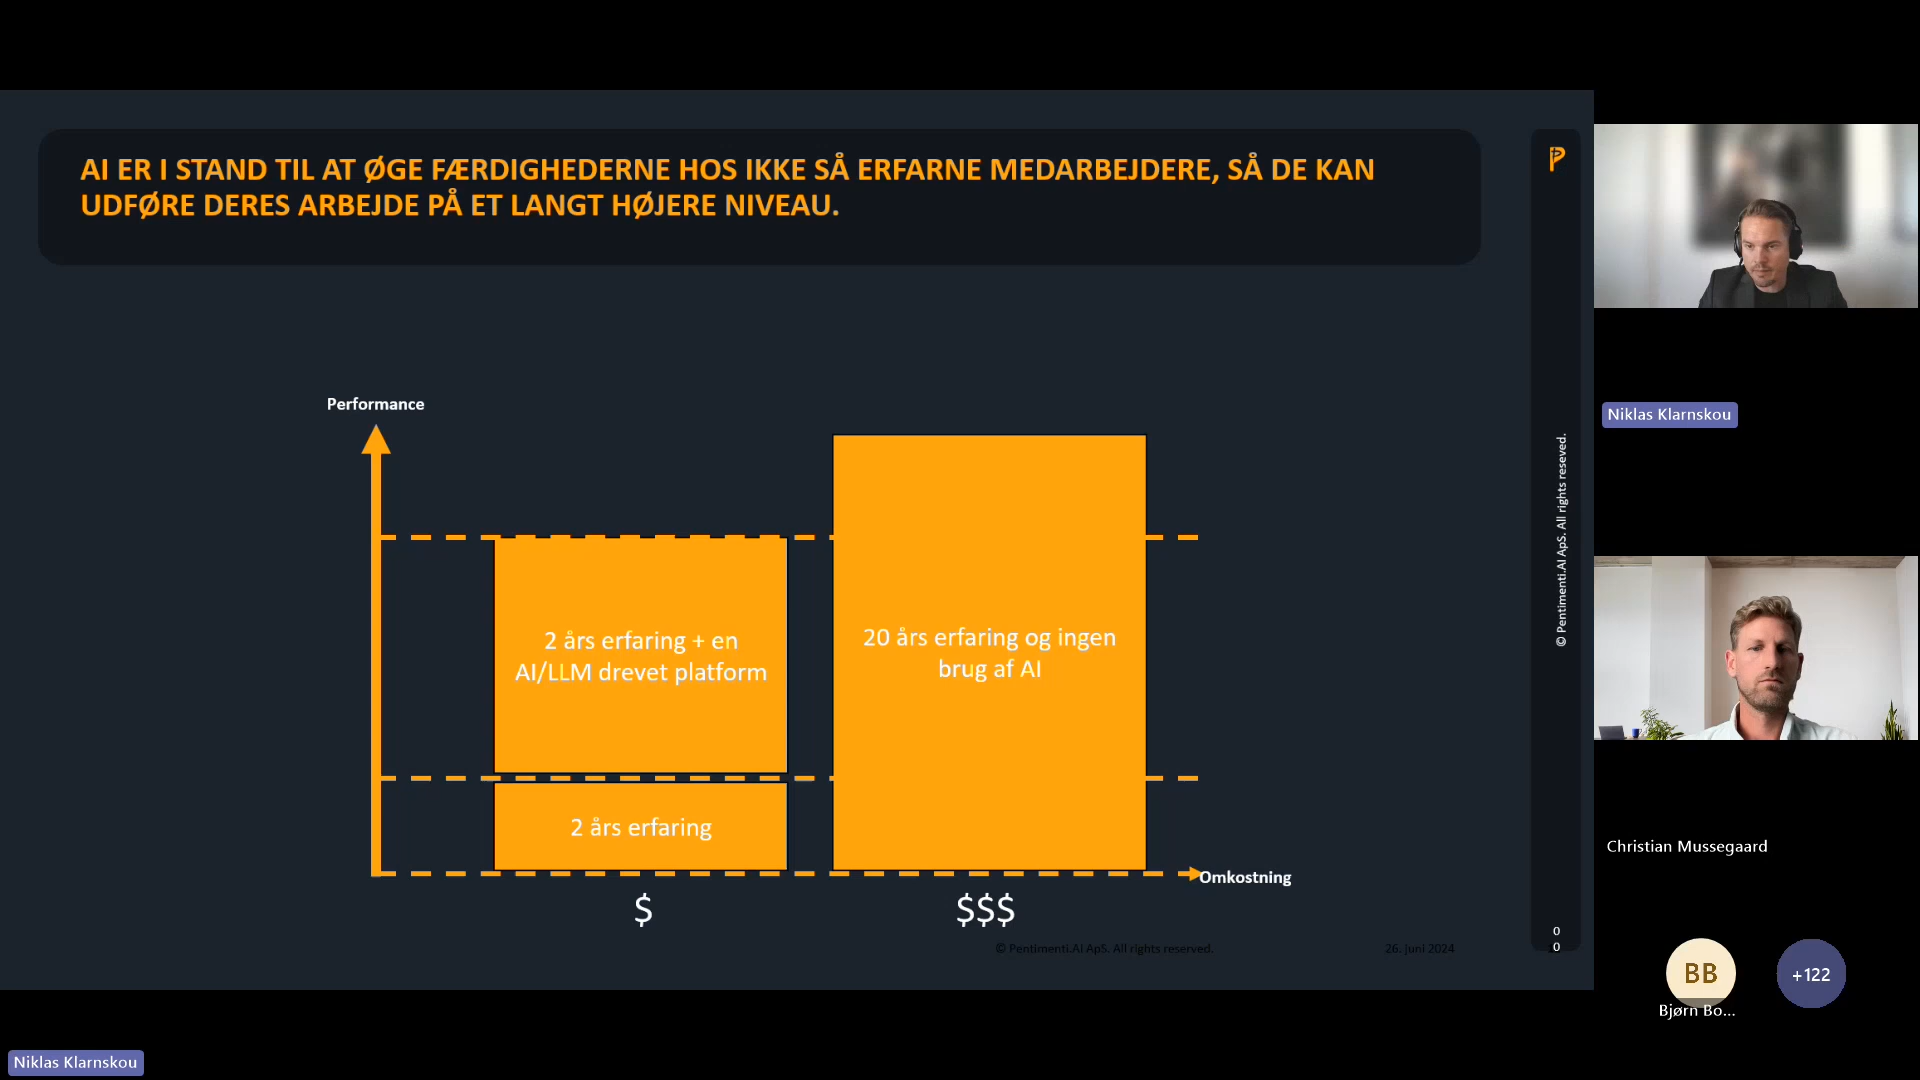 AI ER I STAND TIL AT ØGE FÆRDIGHEDERNE HOS IKKE SÅ ERFARNE MEDARBEJDERE, SÅ DE KAN
UDFØRE DERES ARBEJDE PÅ ET LANGT HØJERE NIVEAU.
Performance
2 års erfaring + en
AI/LLM drevet platform
20 års erfaring og ingen
brug af AI
2 års erfaring
Omkostning
$
$$$
© Pentimenti.AI ApS. All rights reserved.
26. juni 2024
© Pentimenti.AI ApS. All rights reseved.
0
0
Niklas Klarnskou
Christian Mussegaard
BB
+122
Bjørn Bo...
Niklas Klarnskou